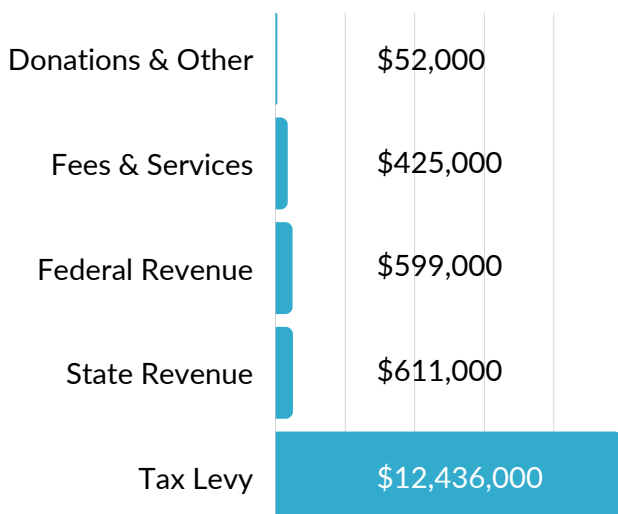 Donations & Other $52,000
Fees & Services $425,000
Federal Revenue $599,000
State Revenue $611,000
Tax Levy $12,436,000